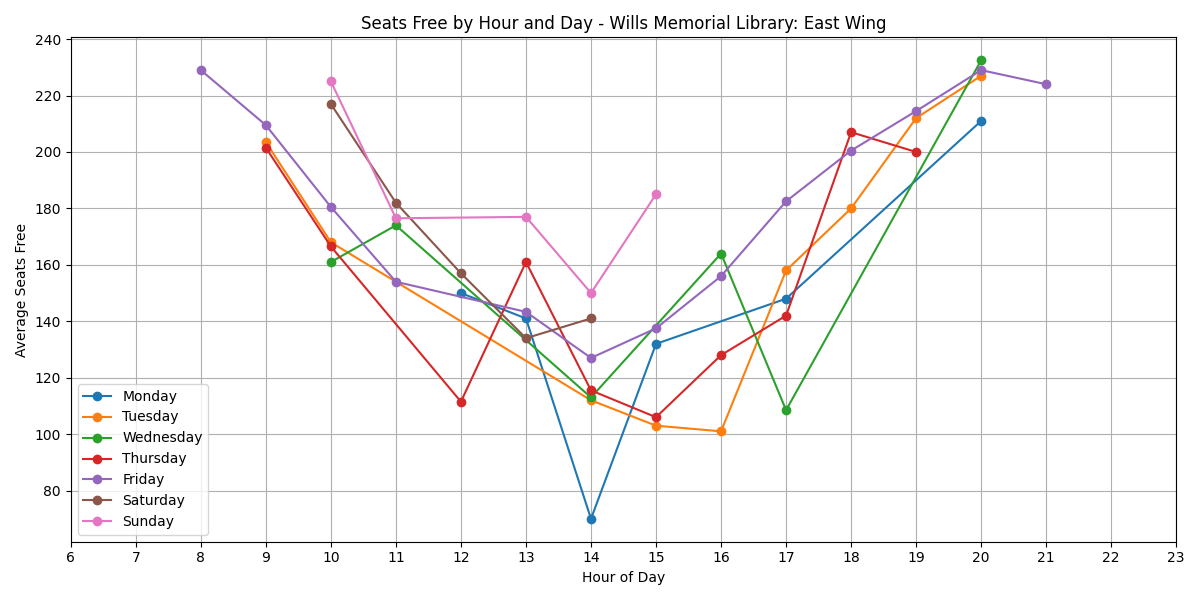 Seats Free by Hour and Day - Wills Memorial Library: East Wing
Average Seats Free
240
220
200
180
160
140
120
100
80
Monday
Tuesday
Wednesday
Thursday
Friday
Saturday
Sunday
6 7 8 9 10 11 12 13 14 15 16 17 18 19 20 21 22 23
Hour of Day